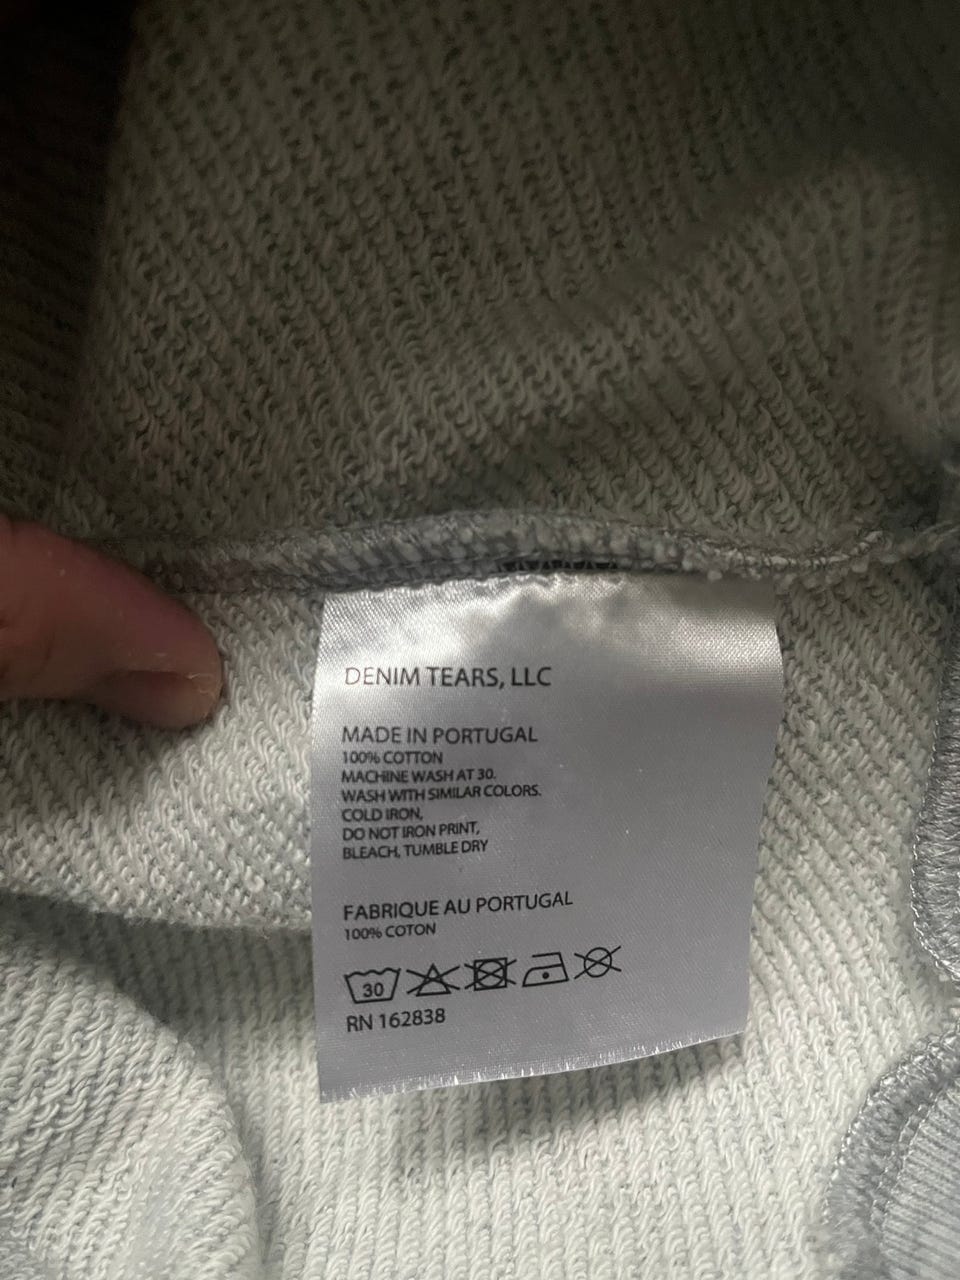 DENIM TEARS, LLC
MADE IN PORTUGAL
100% COTTON
MACHINE WASH AT 30.
WASH WITH SIMILAR COLORS.
COLD IRON,
DO NOT IRON PRINT,
BLEACH, TUMBLE DRY
FABRIQUE AU PORTUGAL
100% COTON
30
RN 162838